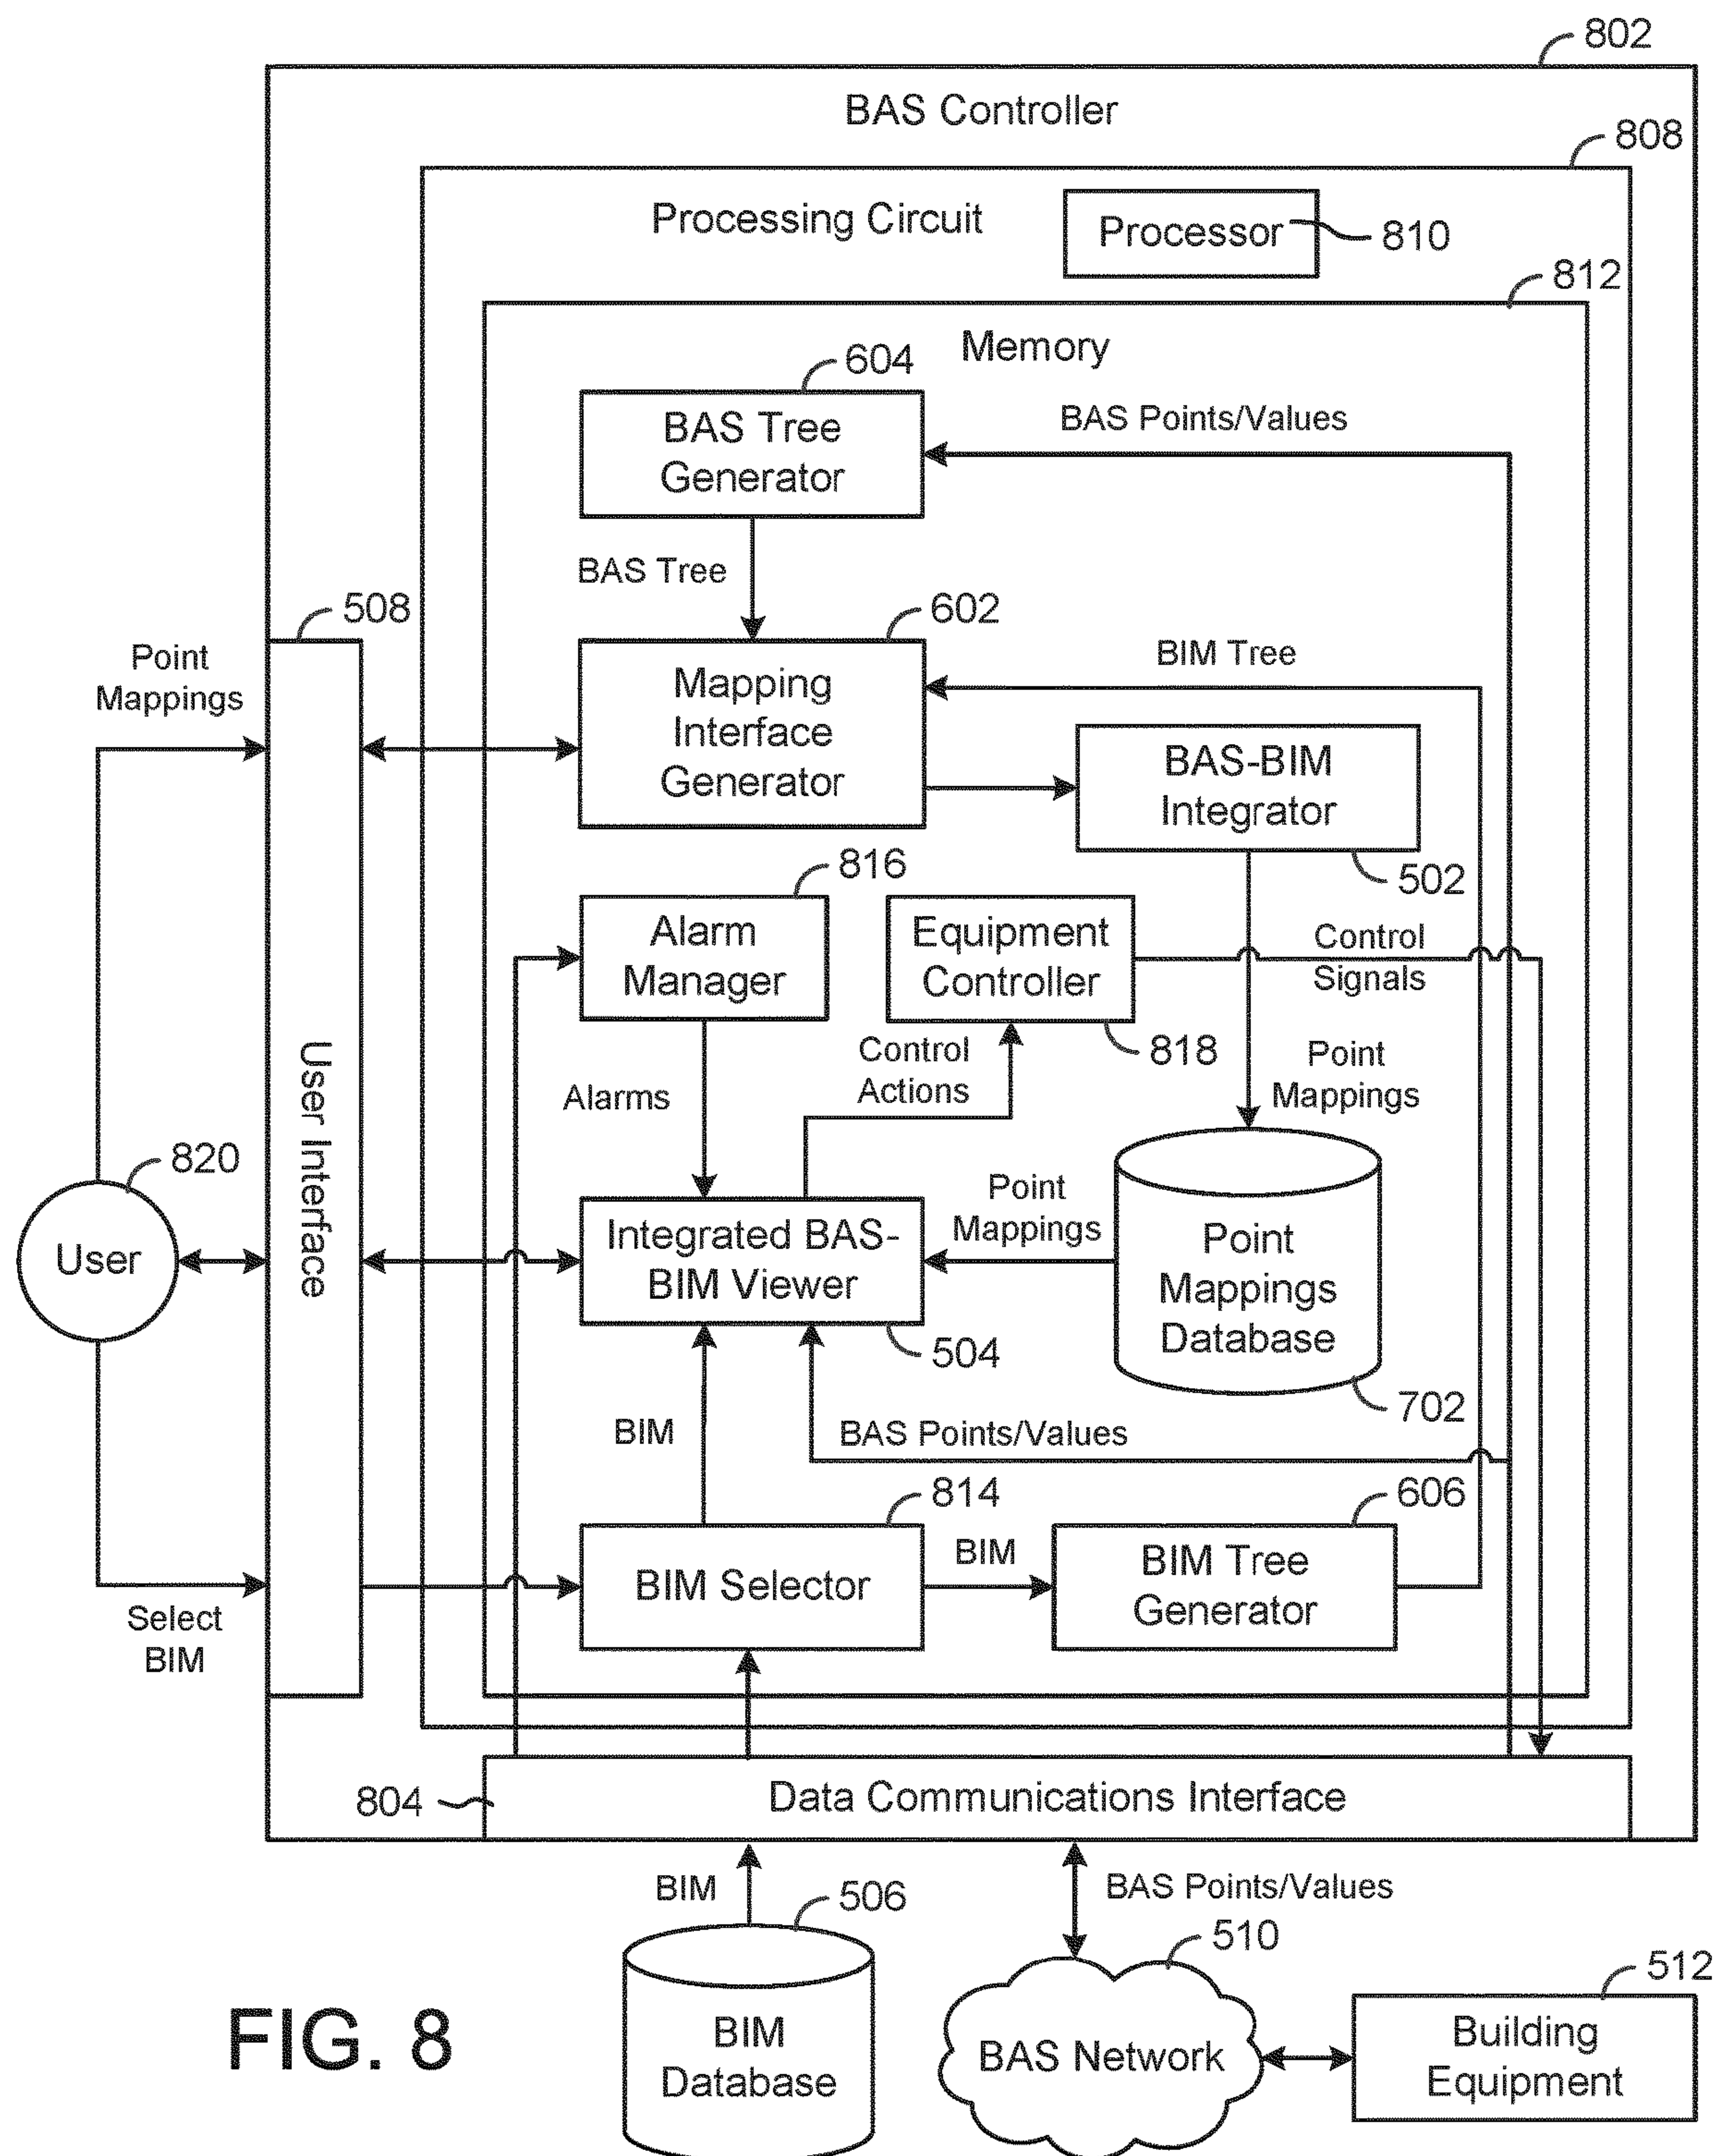 802
BAS Controller
808
Processing Circuit
Processor
810
812
Memory
604
BAS Tree
Generator
BAS Points/Values
BAS Tree
508
602
Point
Mappings
Mapping
Interface
Generator
BIM Tree
BAS-BIM
Integrator
502
816
Alarm
Manager
Equipment
Controller
818
Control
Signals
User Interface
Alarms
Control
Actions
Point
Mappings
820
User
Integrated BAS-
BIM Viewer
504
Point
Mappings
Point
Mappings
Database
702
BIM
BAS Points/Values
814
606
BIM Selector
BIM
BIM Tree
Generator
Select
BIM
804
Data Communications Interface
BIM
506
BAS Points/Values
510
512
BIM
Database
BAS Network
Building
Equipment
FIG. 8